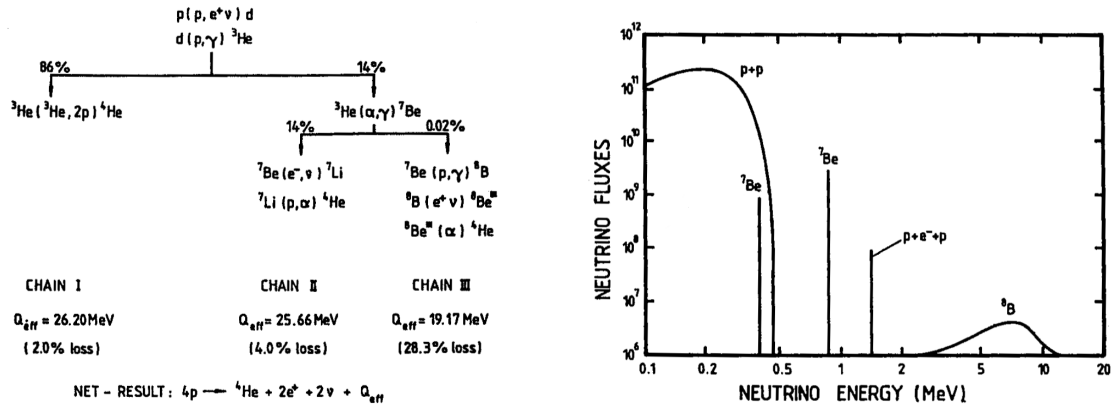 p(p,e⁺ν) d
d(p,γ) ³He
86%
14%
³He(³He,2p)⁴He
³He(α,γ)⁷Be
14%
0.02%
⁷Be(e⁻,ν)⁷Li
⁷Be(p,γ)⁸B
⁷Li(p,α)⁴He
⁸B(e⁺ν)⁸Be*
⁸Be*(α)⁴He
CHAIN I
CHAIN II
CHAIN III
Qeff = 26.20 MeV
Qeff = 25.66 MeV
Qeff = 19.17 MeV
(2.0% loss)
(4.0% loss)
(28.3% loss)
NET-RESULT: 4p → ⁴He + 2e⁺ + 2ν + Qeff
NEUTRINO FLUXES
10¹²
10¹¹
10¹⁰
10⁹
10⁸
10⁷
10⁶
p+p
⁷Be
⁷Be
p+e⁻+p
⁸B
0.1 0.2 0.5 1 2 5 10 20
NEUTRINO ENERGY (MeV)